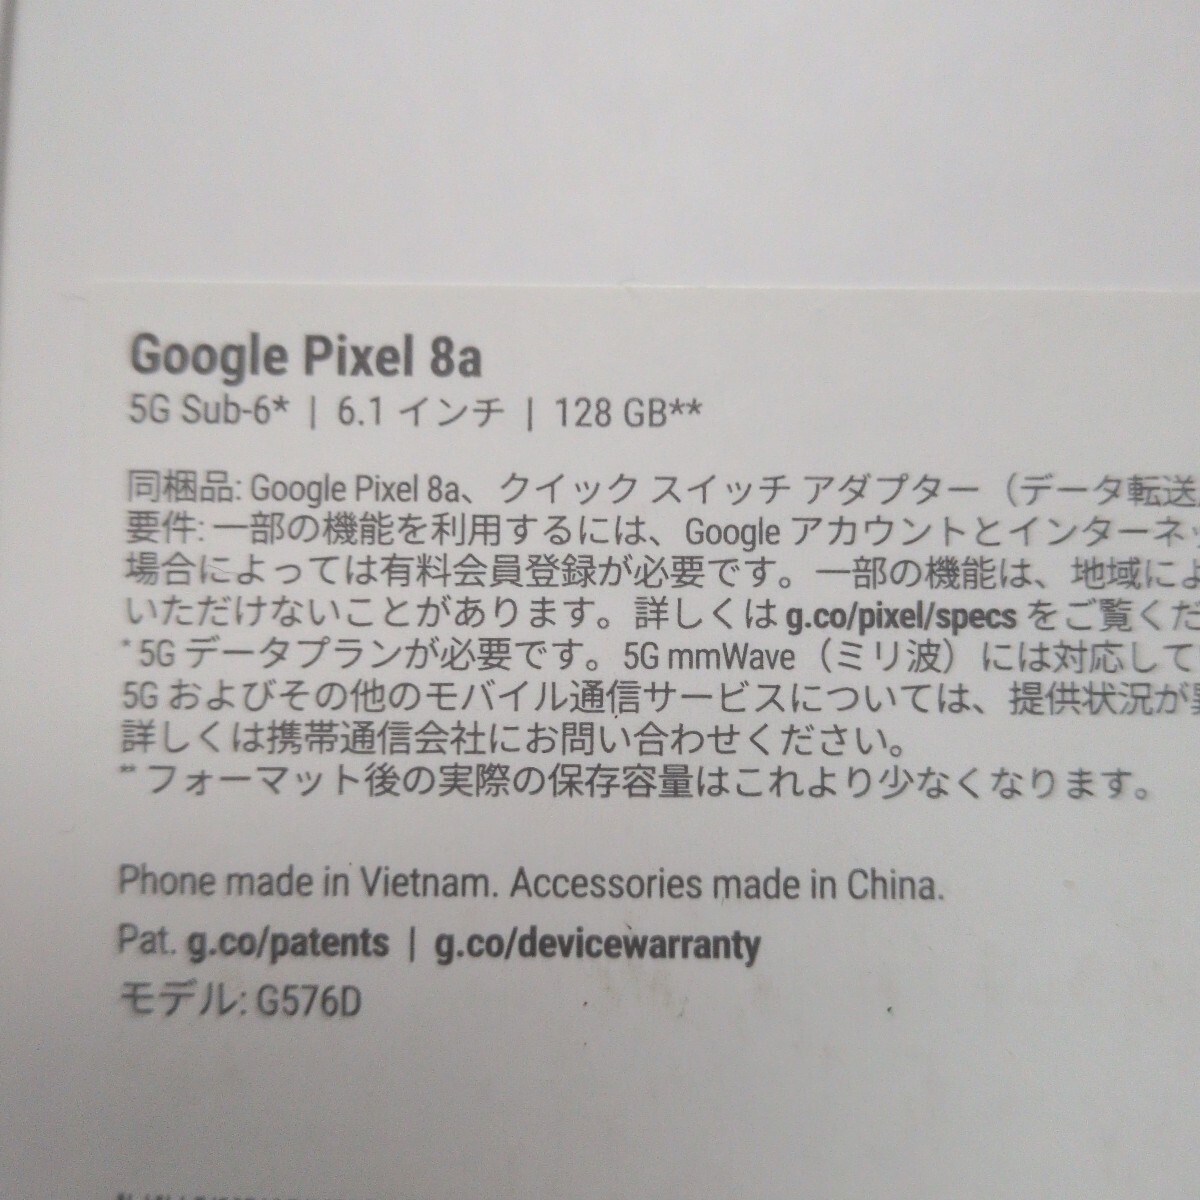 Google Pixel 8a
5G Sub-6* | 6.1 インチ | 128 GB**
同梱品: Google Pixel 8a、クイック スイッチ アダプター（データ転送
要件: 一部の機能を利用するには、Google アカウントとインターネッ
場合によっては有料会員登録が必要です。一部の機能は、地域によ
いただけないことがあります。詳しくは g.co/pixel/specs をご覧くだ
* 5G データプランが必要です。5G mmWave（ミリ波）には対応してい
5G およびその他のモバイル通信サービスについては、提供状況が異
詳しくは携帯通信会社にお問い合わせください。
** フォーマット後の実際の保存容量はこれより少なくなります。
Phone made in Vietnam. Accessories made in China.
Pat. g.co/patents | g.co/devicewarranty
モデル: G576D